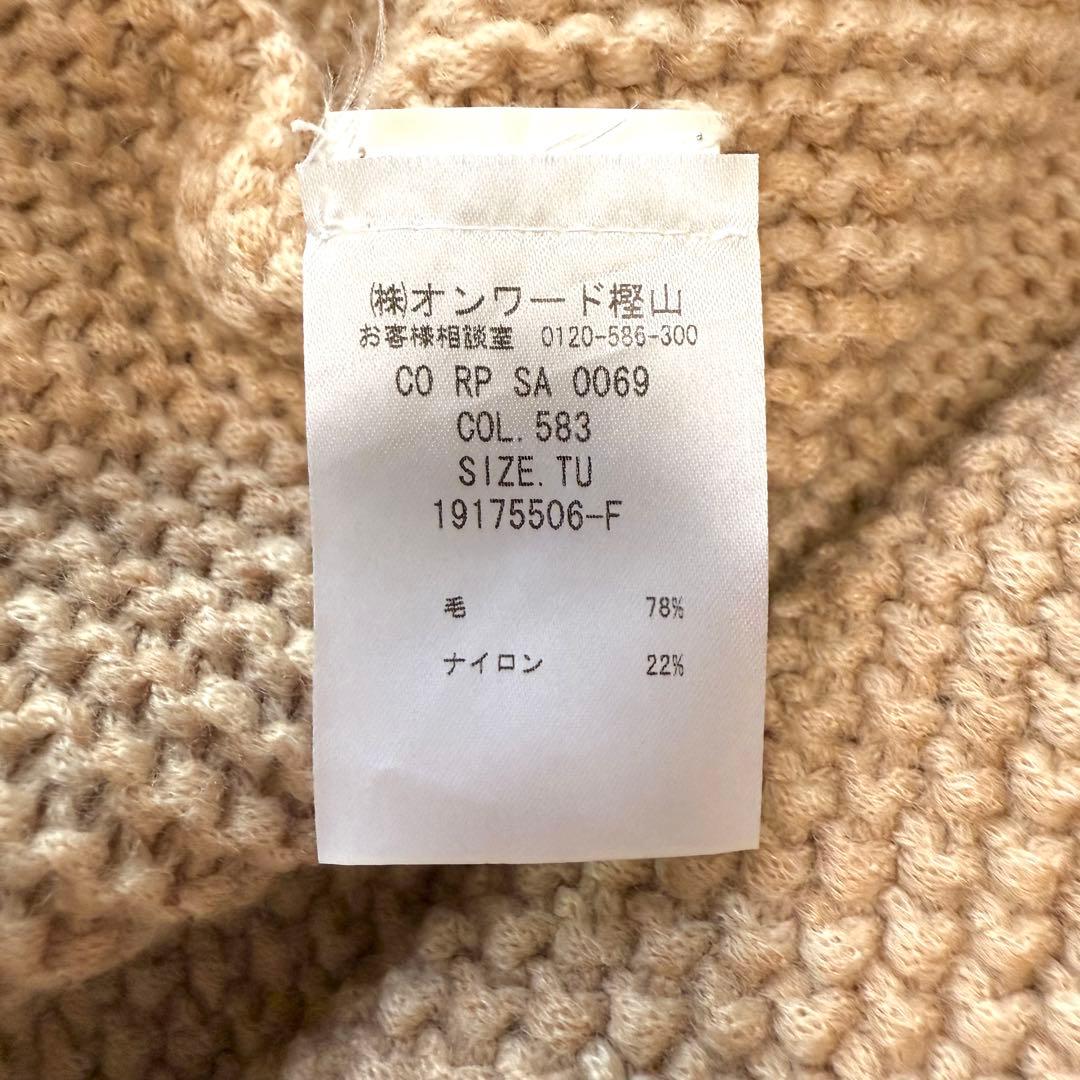 ㈱オンワード樫山
お客様相談室 0120-586-300
CO RP SA 0069
COL. 583
SIZE. TU
19175506-F
毛 78%
ナイロン 22%